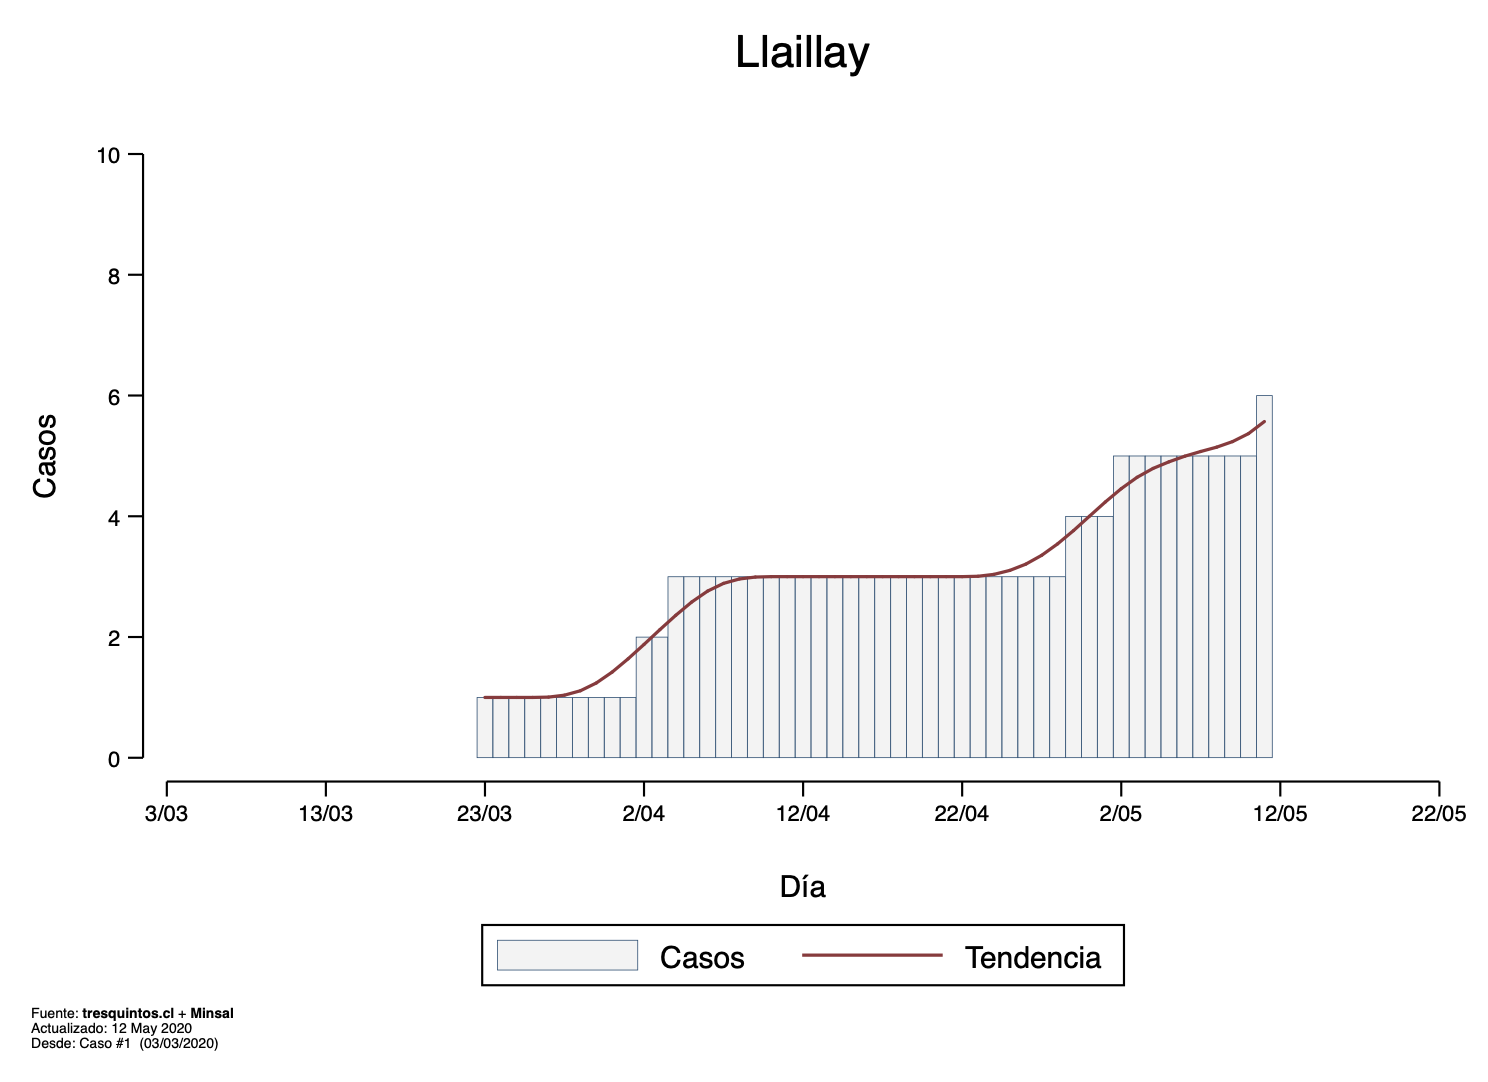 Llaillay
10
8
6
4
2
0
Casos
3/03 13/03 23/03 2/04 12/04 22/04 2/05 12/05 22/05
Día
Casos Tendencia
Fuente: tresquintos.cl + Minsal
Actualizado: 12 May 2020
Desde: Caso #1 (03/03/2020)